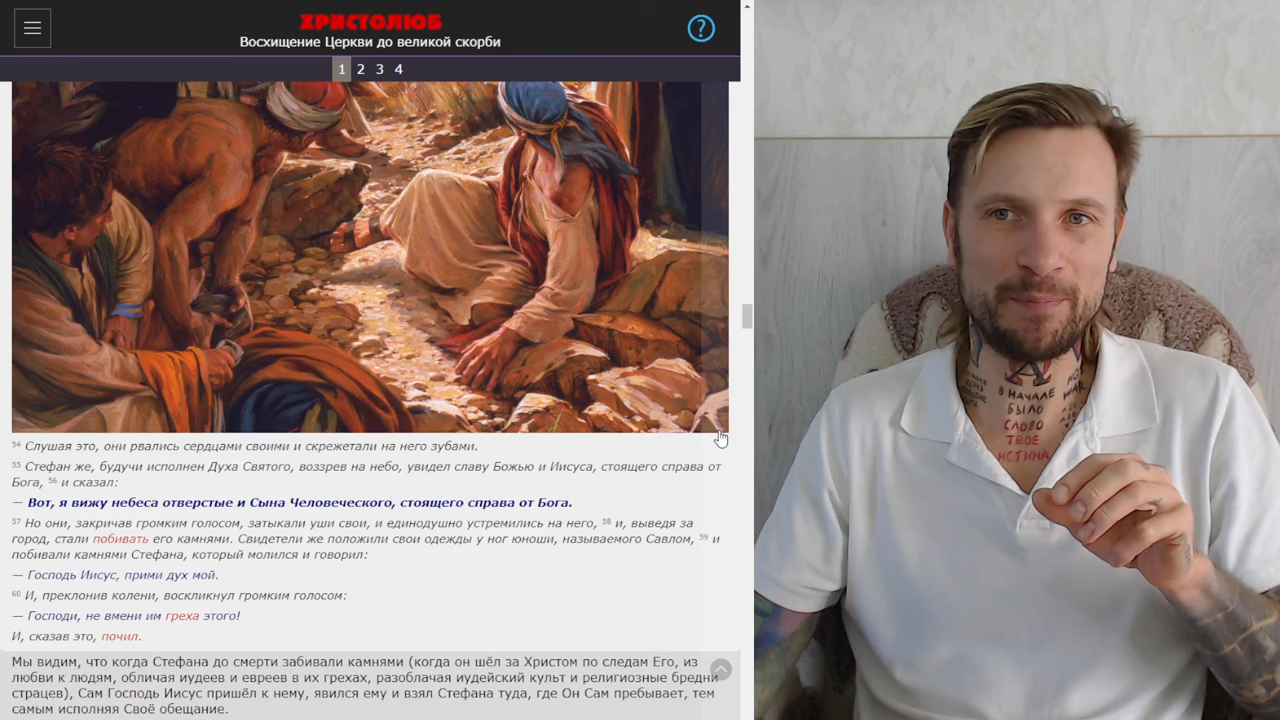 ХРИСТОЛЮБ
Восхищение Церкви до великой скорби
?
1 2 3 4
54 Слушая это, они рвались сердцами своими и скрежетали на него зубами.
55 Стефан же, будучи исполнен Духа Святого, воззрев на небо, увидел славу Божью и Иисуса, стоящего справа от
Бога, 56 и сказал:
— Вот, я вижу небеса отверстые и Сына Человеческого, стоящего справа от Бога.
57 Но они, закричав громким голосом, затыкали уши свои, и единодушно устремились на него, 58 и, выведя за
город, стали побивать его камнями. Свидетели же положили свои одежды у ног юноши, называемого Савлом, 59 и
побивали камнями Стефана, который молился и говорил:
— Господь Иисус, прими дух мой.
60 И, преклонив колени, воскликнул громким голосом:
— Господи, не вмени им греха этого!
И, сказав это, почил.
Мы видим, что когда Стефана до смерти забивали камнями (когда он шёл за Христом по следам Его, из
любви к людям, обличая иудеев и евреев в их грехах, разоблачая иудейский культ и религиозные бредни
страцев), Сам Господь Иисус пришёл к нему, явился ему и взял Стефана туда, где Он Сам пребывает, тем
самым исполняя Своё обещание.
В НАЧАЛЕ
БЫЛО
СЛОВО
ТВОЕ
ИСТИНА